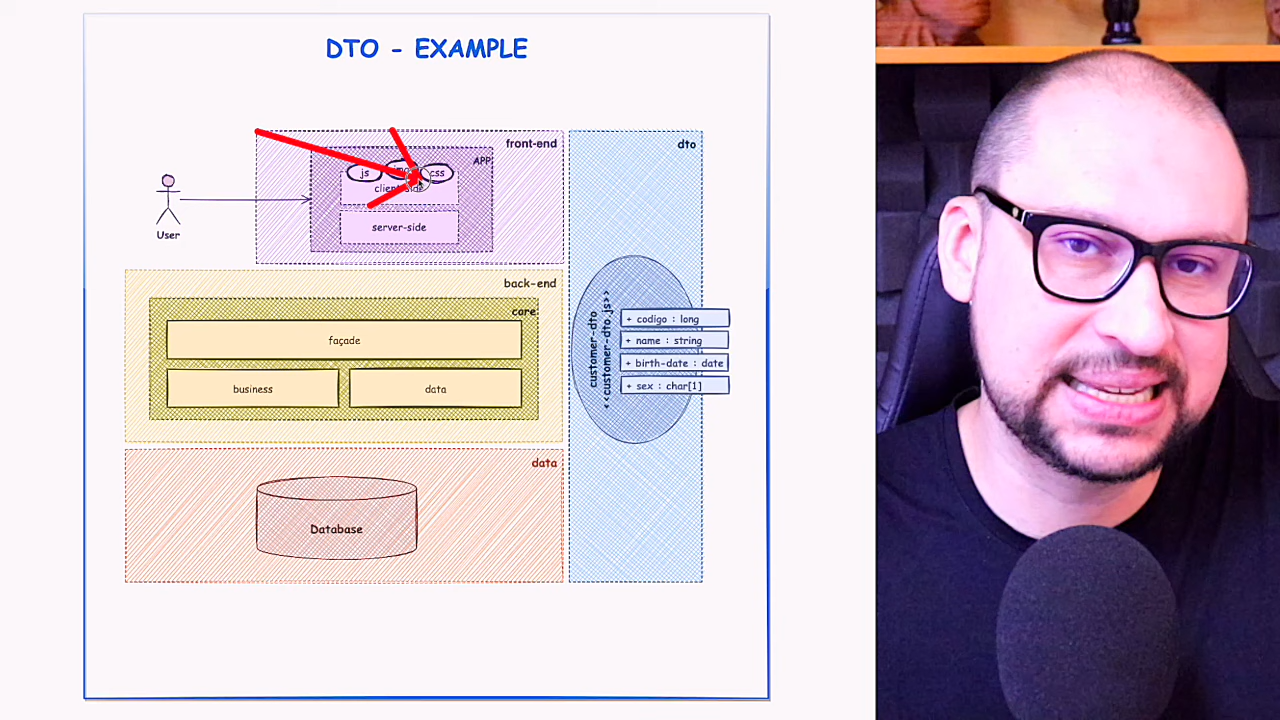 DTO - EXAMPLE
front-end
dto
APP
js
css
client-side
server-side
User
back-end
core
façade
business
data
customer-dto
<<customer-dto.js>>
+ codigo : long
+ name : string
+ birth-date : date
+ sex : char[1]
data
Database